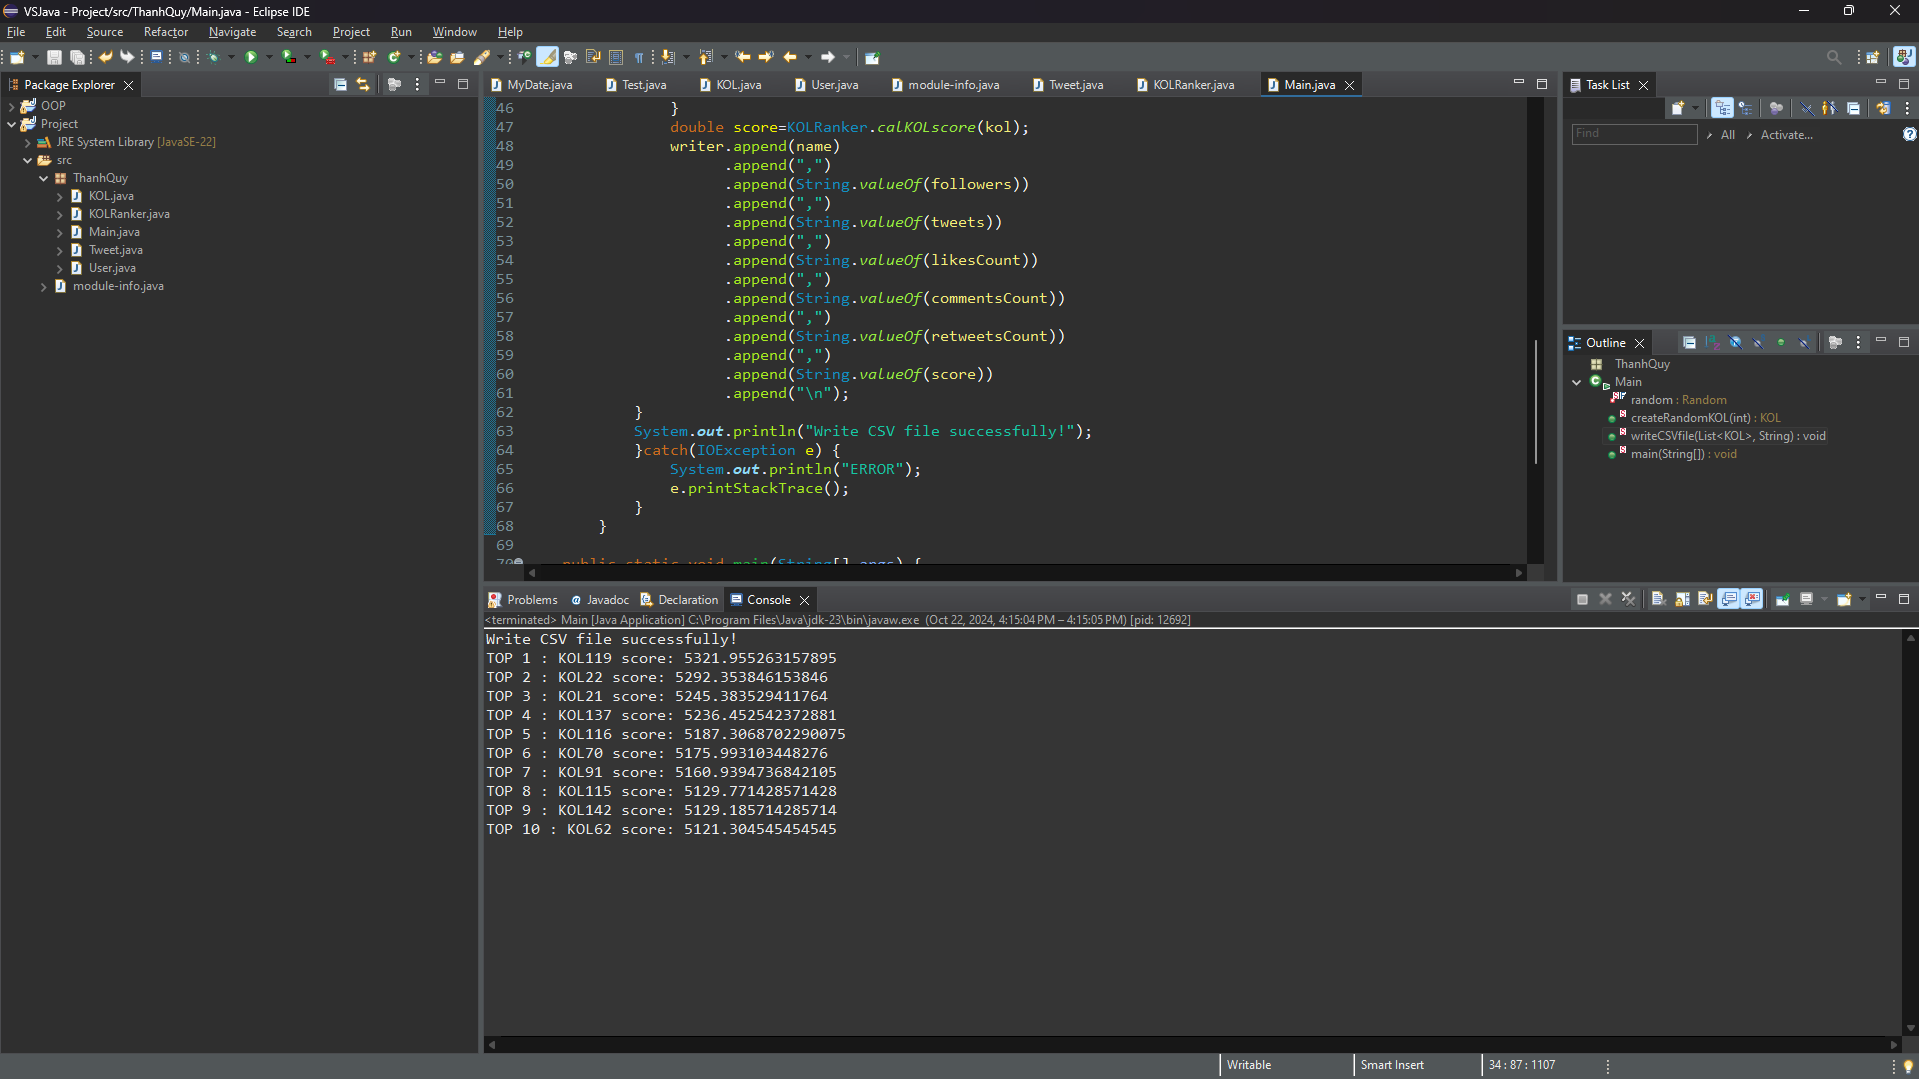 VSJava - Project/src/ThanhQuy/Main.java - Eclipse IDE
File Edit Source Refactor Navigate Search Project Run Window Help
Package Explorer
OOP
Project
JRE System Library [JavaSE-22]
src
ThanhQuy
KOL.java
KOLRanker.java
Main.java
Tweet.java
User.java
module-info.java
MyDate.java Test.java KOL.java User.java module-info.java Tweet.java KOLRanker.java Main.java
46 }
47 double score=KOLRanker.calKOLscore(kol);
48 writer.append(name)
49 .append(",")
50 .append(String.valueOf(followers))
51 .append(",")
52 .append(String.valueOf(tweets))
53 .append(",")
54 .append(String.valueOf(likesCount))
55 .append(",")
56 .append(String.valueOf(commentsCount))
57 .append(",")
58 .append(String.valueOf(retweetsCount))
59 .append(",")
60 .append(String.valueOf(score))
61 .append("\n");
62 }
63 System.out.println("Write CSV file successfully!");
64 }catch(IOException e) {
65 System.out.println("ERROR");
66 e.printStackTrace();
67 }
68 }
69
70 public static void main(String[] args) {
Task List
Find All Activate...
Outline
ThanhQuy
Main
random : Random
createRandomKOL(int) : KOL
writeCSVfile(List<KOL>, String) : void
main(String[]) : void
Problems Javadoc Declaration Console
<terminated> Main [Java Application] C:\Program Files\Java\jdk-23\bin\javaw.exe (Oct 22, 2024, 4:15:04 PM – 4:15:05 PM) [pid: 12692]
Write CSV file successfully!
TOP 1 : KOL119 score: 5321.955263157895
TOP 2 : KOL22 score: 5292.353846153846
TOP 3 : KOL21 score: 5245.383529411764
TOP 4 : KOL137 score: 5236.452542372881
TOP 5 : KOL116 score: 5187.3068702290075
TOP 6 : KOL70 score: 5175.993103448276
TOP 7 : KOL91 score: 5160.9394736842105
TOP 8 : KOL115 score: 5129.771428571428
TOP 9 : KOL142 score: 5129.185714285714
TOP 10 : KOL62 score: 5121.304545454545
Writable Smart Insert 34 : 87 : 1107